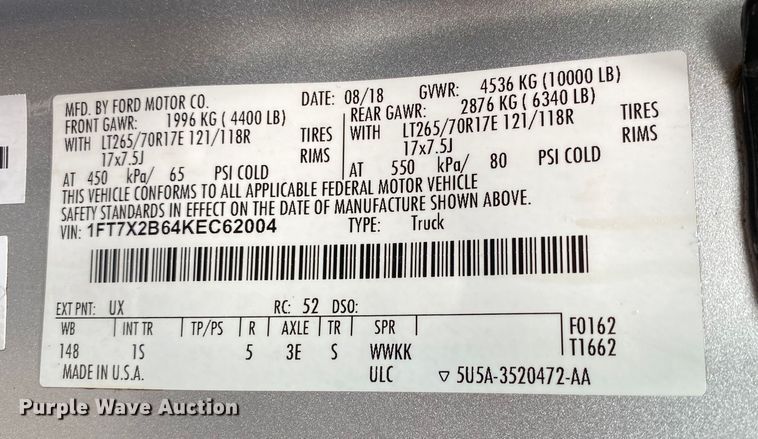 MFD. BY FORD MOTOR CO. DATE: 08/18 GVWR: 4536 KG (10000 LB)
FRONT GAWR: 1996 KG ( 4400 LB) REAR GAWR: 2876 KG ( 6340 LB)
WITH LT265/70R17E 121/118R TIRES WITH LT265/70R17E 121/118R TIRES
17x7.5J RIMS 17x7.5J RIMS
AT 450 kPa/ 65 PSI COLD AT 550 kPa/ 80 PSI COLD
THIS VEHICLE CONFORMS TO ALL APPLICABLE FEDERAL MOTOR VEHICLE
SAFETY STANDARDS IN EFFECT ON THE DATE OF MANUFACTURE SHOWN ABOVE.
VIN: 1FT7X2B64KEC62004 TYPE: Truck
EXT PNT: UX RC: 52 DSO:
WB INT TR TP/PS R AXLE TR SPR F0162
148 1S 5 3E S WWKK T1662
MADE IN U.S.A. ULC ▽ 5U5A-3520472-AA
Purple Wave Auction